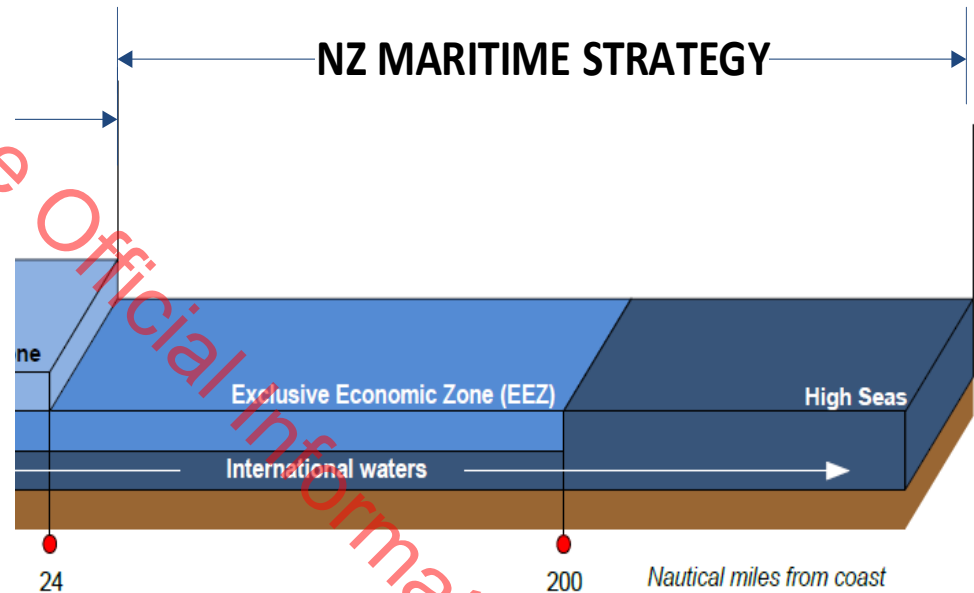 NZ MARITIME STRATEGY
ne
Exclusive Economic Zone (EEZ)
High Seas
International waters
24
200
Nautical miles from coast
e Official Informa